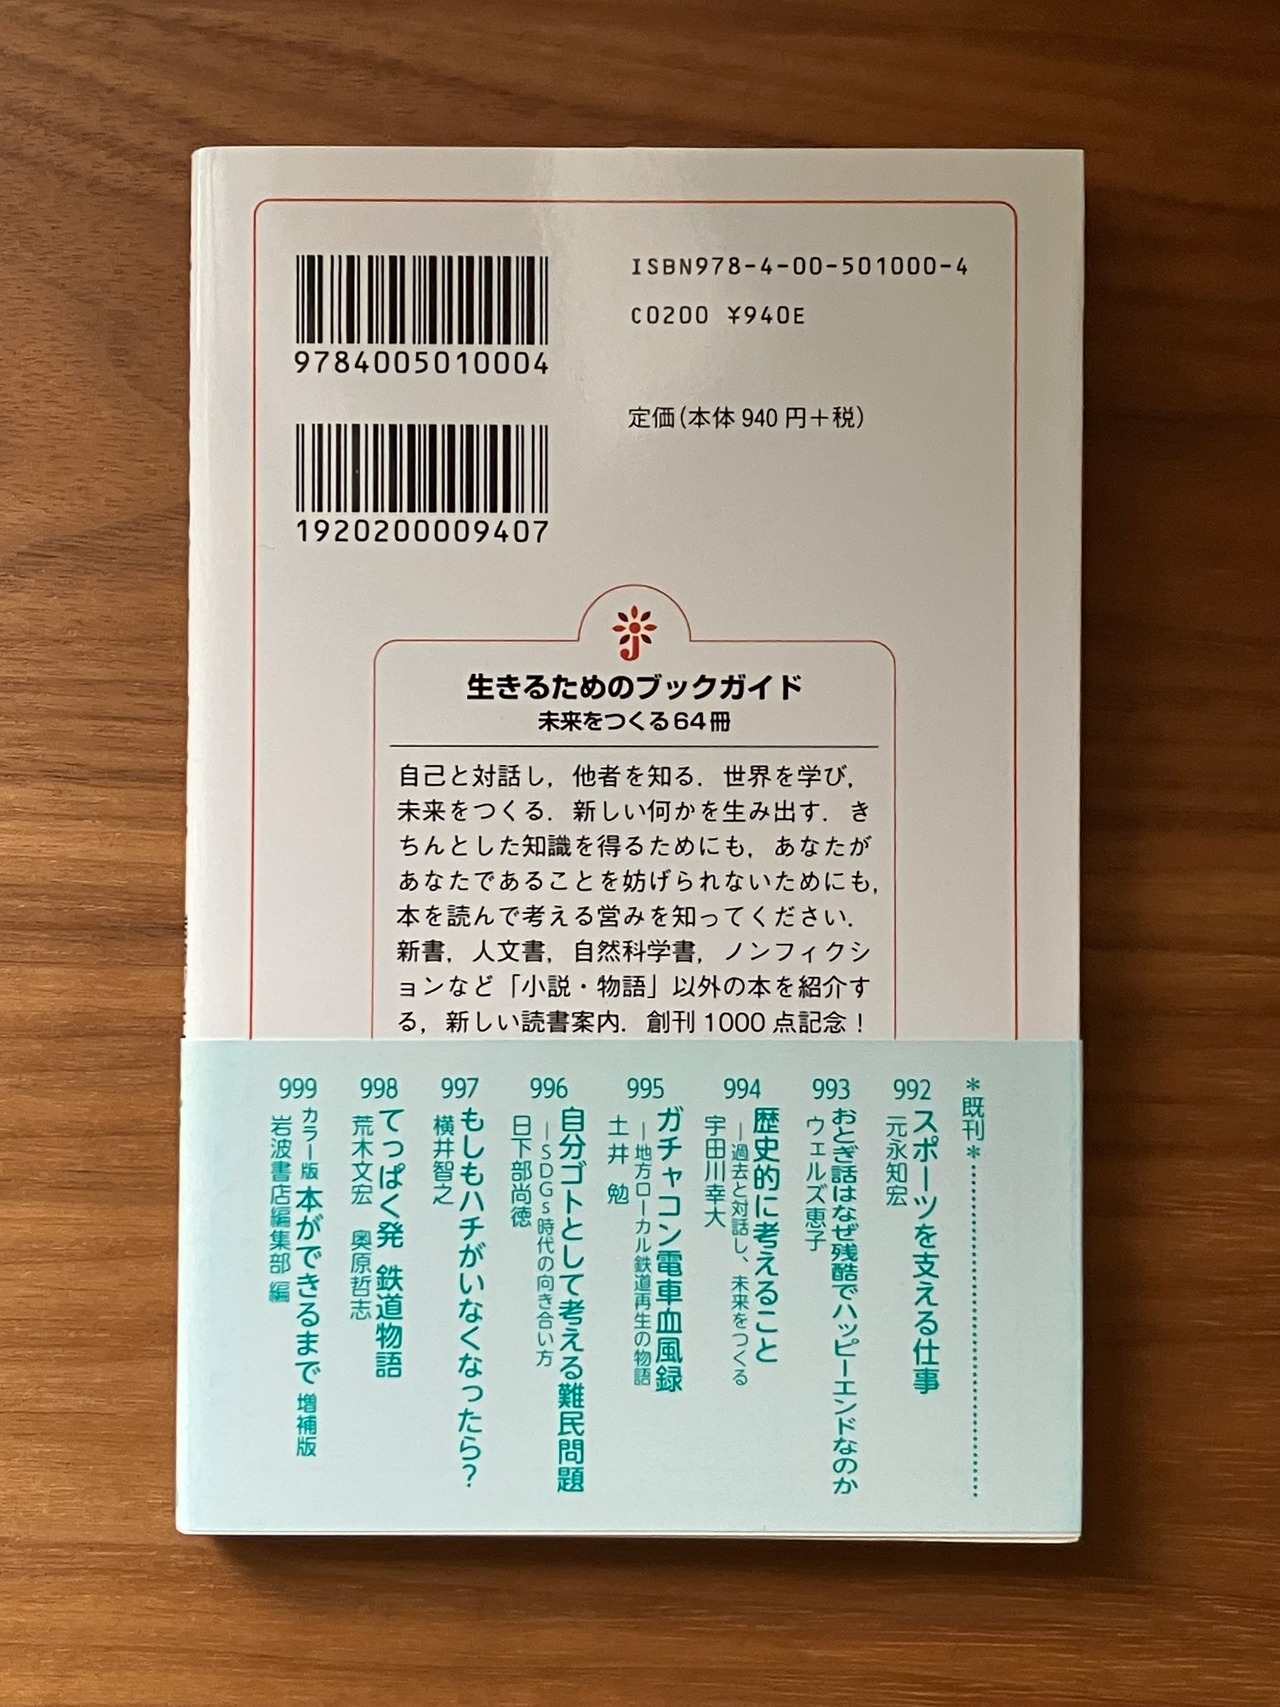 9784005010004
ISBN978-4-00-501000-4
C0200 ¥940E
1920200009407
定価(本体 940 円+税)
生きるためのブックガイド
未来をつくる64冊
自己と対話し，他者を知る．世界を学び，
未来をつくる．新しい何かを生み出す．き
ちんとした知識を得るためにも，あなたが
あなたであることを妨げられないためにも，
本を読んで考える営みを知ってください．
新書，人文書，自然科学書，ノンフィクシ
ョンなど「小説・物語」以外の本を紹介す
る，新しい読書案内．創刊 1000 点記念！
＊既刊＊
992 スポーツを支える仕事
元永知宏
993 おとぎ話はなぜ残酷でハッピーエンドなのか
ウェルズ恵子
994 歴史的に考えること
―過去と対話し、未来をつくる
宇田川幸大
995 ガチャコン電車血風録
―地方ローカル鉄道再生の物語
土井 勉
996 自分ゴトとして考える難民問題
―SDGs時代の向き合い方
日下部尚徳
997 もしもハチがいなくなったら？
横井智之
998 てっぱく発 鉄道物語
荒木文宏 奥原哲志
999 カラー版 本ができるまで 増補版
岩波書店編集部 編